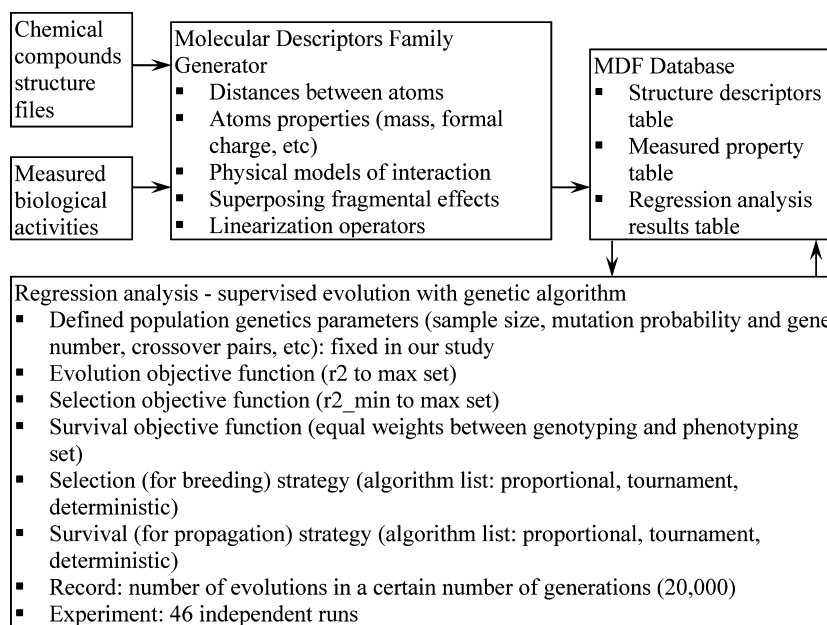 Chemical
compounds
structure
files
Measured
biological
activities
Molecular Descriptors Family
Generator
▪ Distances between atoms
▪ Atoms properties (mass, formal
charge, etc)
▪ Physical models of interaction
▪ Superposing fragmental effects
▪ Linearization operators
MDF Database
▪ Structure descriptors
table
▪ Measured property
table
▪ Regression analysis
results table
Regression analysis - supervised evolution with genetic algorithm
▪ Defined population genetics parameters (sample size, mutation probability and gene
number, crossover pairs, etc): fixed in our study
▪ Evolution objective function (r2 to max set)
▪ Selection objective function (r2_min to max set)
▪ Survival objective function (equal weights between genotyping and phenotyping
set)
▪ Selection (for breeding) strategy (algorithm list: proportional, tournament,
deterministic)
▪ Survival (for propagation) strategy (algorithm list: proportional, tournament,
deterministic)
▪ Record: number of evolutions in a certain number of generations (20,000)
▪ Experiment: 46 independent runs